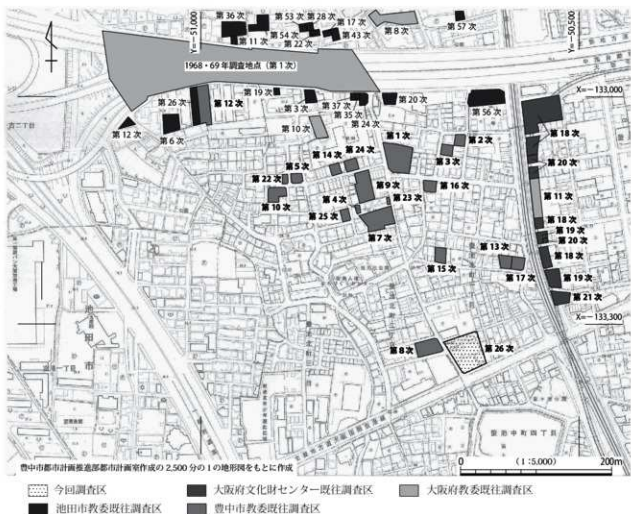 Y=-51,000
Y=-50,500
第36次
第53次
第28次
第17次
第11次
第54次
第22次
第43次
第8次
第57次
1968・69年調査地点(第1次)
X=-133,000
第26次
第12次
第19次
第3次
第37次
第35次
第24次
第20次
第56次
第12次
第6次
第10次
第1次
第2次
第3次
第18次
第20次
第14次
第24次
第5次
第22次
第10次
第4次
第25次
第9次
第23次
第7次
第16次
第11次
第18次
第19次
第20次
第18次
第13次
第15次
第17次
第19次
第21次
X=-133,300
第8次
第26次
池田市
蛍池中町四丁目
豊中市都市計画推進部都市計画室作成の2,500分の1の地形図をもとに作成
0 (1:5,000) 200m
今回調査区
大阪府文化財センター既往調査区
大阪府教委既往調査区
池田市教委既往調査区
豊中市教委既往調査区